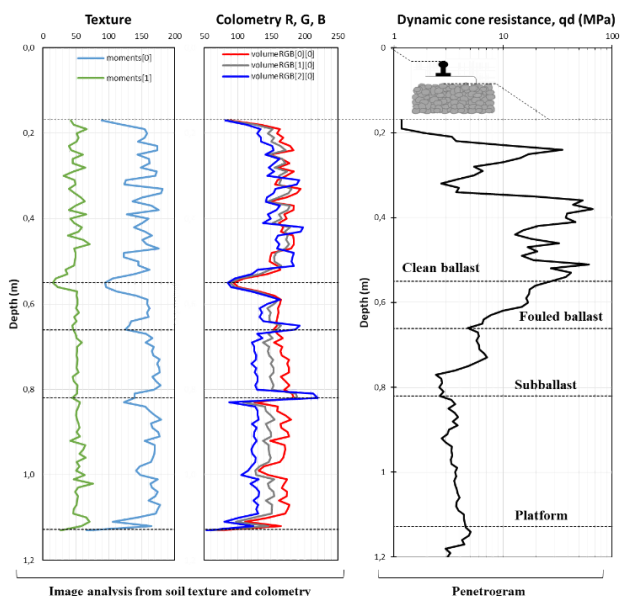 Texture
Colometry R, G, B
Dynamic cone resistance, qd (MPa)
0 50 100 150 200
50 100 150 200 250
1 10 100
0,0
0
moments[0]
moments[1]
volumeRGB[0][0]
volumeRGB[1][0]
volumeRGB[2][0]
0,2
0,2
0,4
0,4
Clean ballast
Depth (m)
Depth (m)
0,6
0,6
Fouled ballast
Subballast
0,8
0,8
1,0
1
Platform
1,2
1,2
Image analysis from soil texture and colometry
Penetrogram